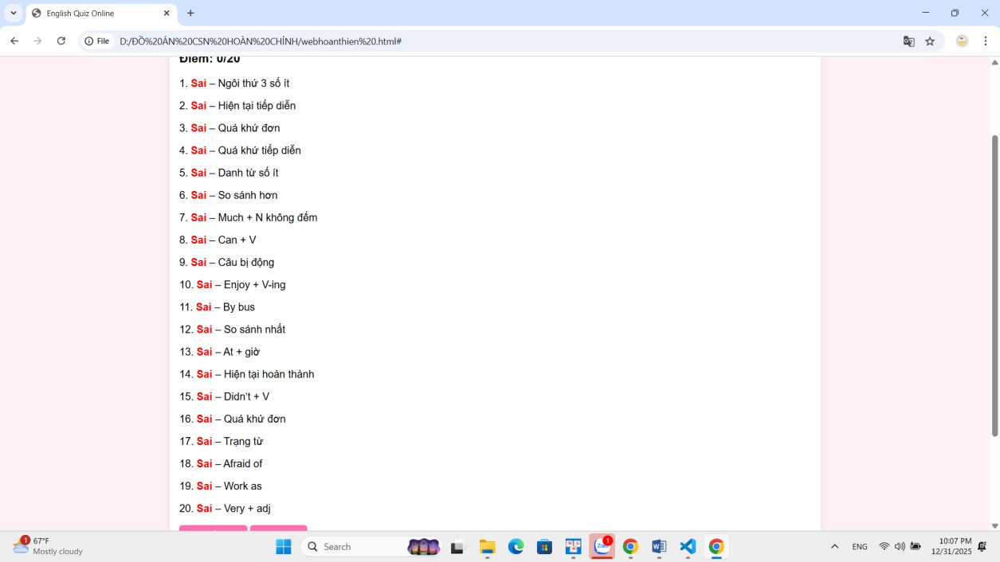 English Quiz Online
File
D:/ĐỒ%20ÁN%20CSN%20HOÀN%20CHỈNH/webhoanthien%20.html#
Điểm: 0/20
1. Sai – Ngôi thứ 3 số ít
2. Sai – Hiện tại tiếp diễn
3. Sai – Quá khứ đơn
4. Sai – Quá khứ tiếp diễn
5. Sai – Danh từ số ít
6. Sai – So sánh hơn
7. Sai – Much + N không đếm
8. Sai – Can + V
9. Sai – Câu bị động
10. Sai – Enjoy + V-ing
11. Sai – By bus
12. Sai – So sánh nhất
13. Sai – At + giờ
14. Sai – Hiện tại hoàn thành
15. Sai – Didn't + V
16. Sai – Quá khứ đơn
17. Sai – Trạng từ
18. Sai – Afraid of
19. Sai – Work as
20. Sai – Very + adj
1
67°F
Mostly cloudy
Search
Zalo
1
ENG
10:07 PM
12/31/2025